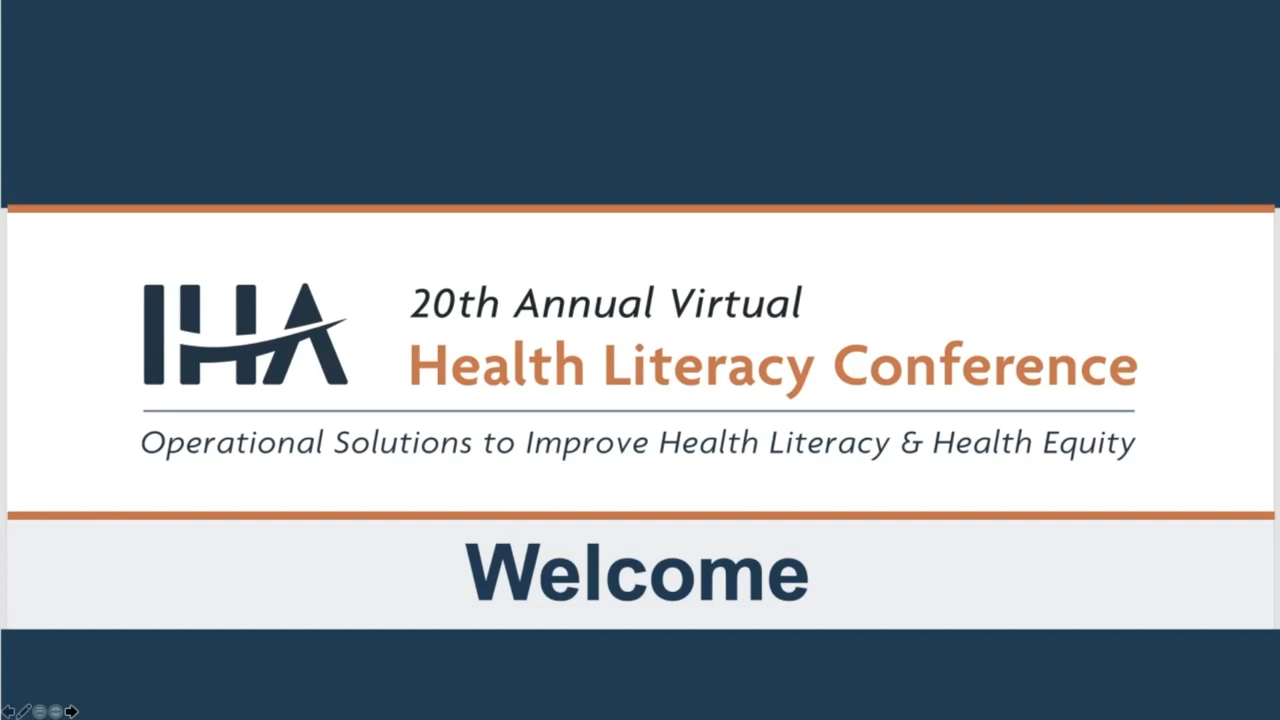 IHA
20th Annual Virtual
Health Literacy Conference
Operational Solutions to Improve Health Literacy & Health Equity
Welcome